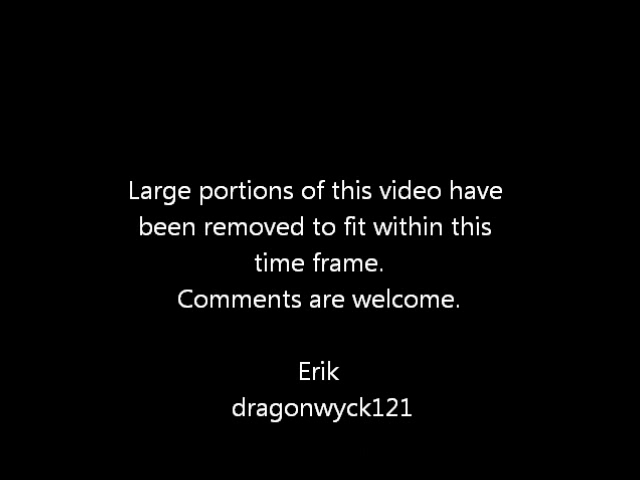 Large portions of this video have
been removed to fit within this
time frame.
Comments are welcome.
Erik
dragonwyck121